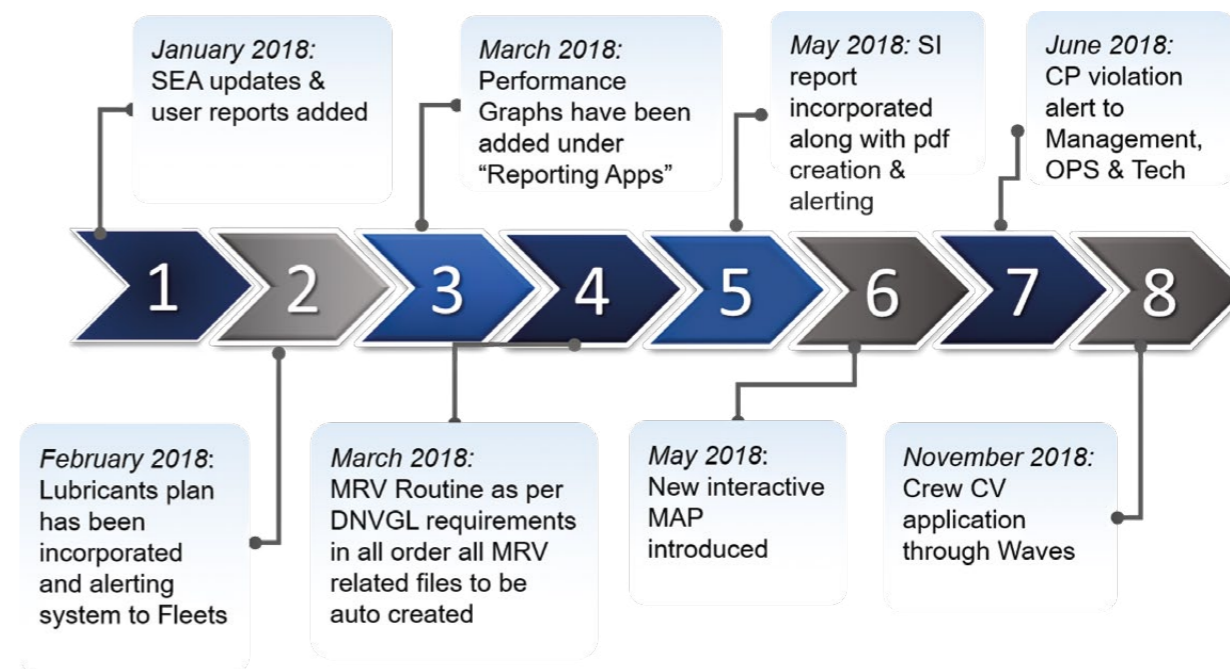 January 2018:
SEA updates &
user reports added
March 2018:
Performance
Graphs have been
added under
“Reporting Apps”
May 2018: SI
report
incorporated
along with pdf
creation &
alerting
June 2018:
CP violation
alert to
Management,
OPS & Tech
1
2
3
4
5
6
7
8
February 2018:
Lubricants plan
has been
incorporated
and alerting
system to Fleets
March 2018:
MRV Routine as per
DNVGL requirements
in all order all MRV
related files to be
auto created
May 2018:
New interactive
MAP
introduced
November 2018:
Crew CV
application
through Waves